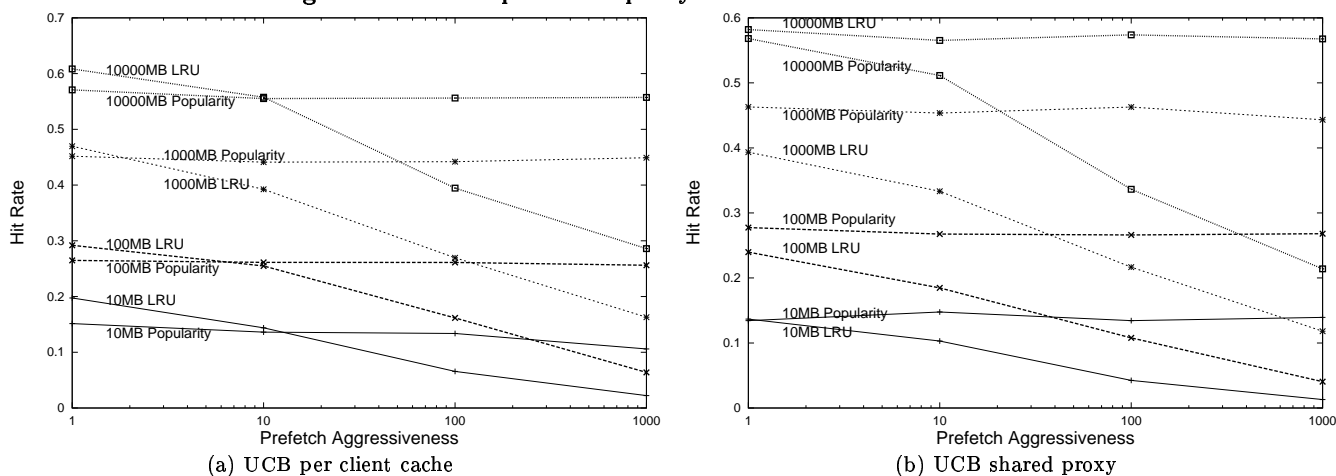 0.7
0.6
0.5
0.4
0.3
0.2
0.1
0
Hit Rate
10000MB LRU
10000MB Popularity
1000MB Popularity
1000MB LRU
100MB LRU
100MB Popularity
10MB LRU
10MB Popularity
1 10 100 1000
Prefetch Aggressiveness
(a) UCB per client cache
0.6
0.5
0.4
0.3
0.2
0.1
0
Hit Rate
10000MB LRU
10000MB Popularity
1000MB Popularity
1000MB LRU
100MB Popularity
100MB LRU
10MB Popularity
10MB LRU
1 10 100 1000
Prefetch Aggressiveness
(b) UCB shared proxy